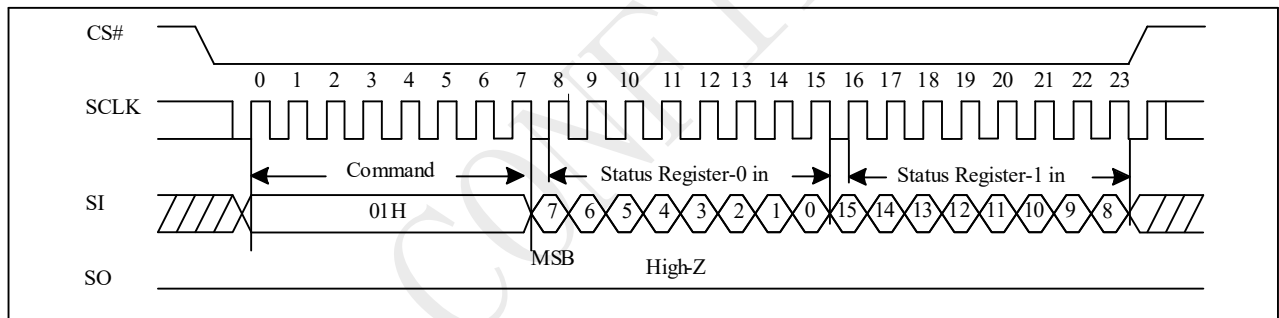 CS#
0 1 2 3 4 5 6 7 8 9 10 11 12 13 14 15 16 17 18 19 20 21 22 23
SCLK
Command Status Register-0 in Status Register-1 in
SI
01H 7 6 5 4 3 2 1 0 15 14 13 12 11 10 9 8
MSB High-Z
SO